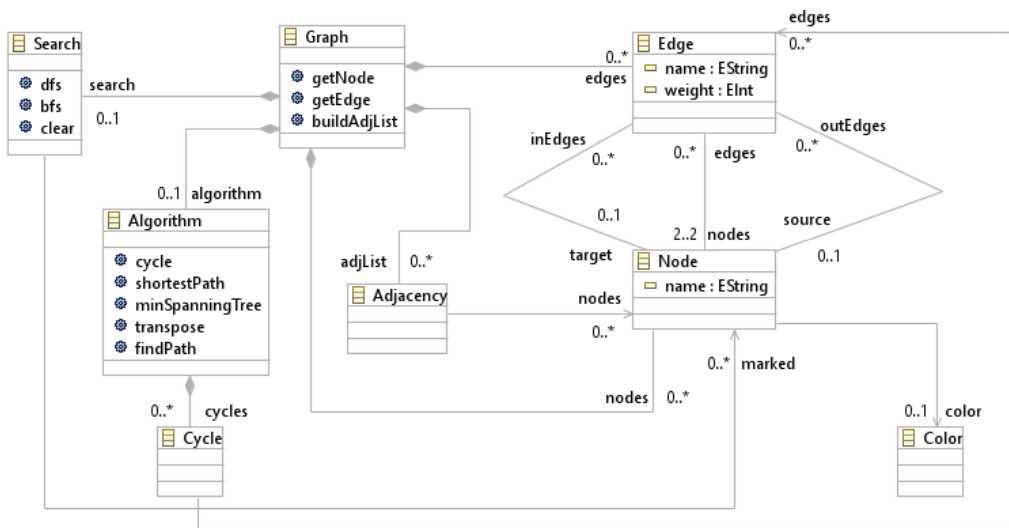 edges
0..*
Search
dfs
bfs
clear
search
0..1
Graph
getNode
getEdge
buildAdjList
0..*
edges
Edge
name : EString
weight : EInt
inEdges
0..*
0..*
edges
outEdges
0..*
0..1
algorithm
Algorithm
cycle
shortestPath
minSpanningTree
transpose
findPath
adjList
0..*
Adjacency
0..1
target
2..2
nodes
source
0..1
Node
name : EString
nodes
0..*
nodes
0..*
0..*
marked
0..*
cycles
Cycle
0..1
color
Color